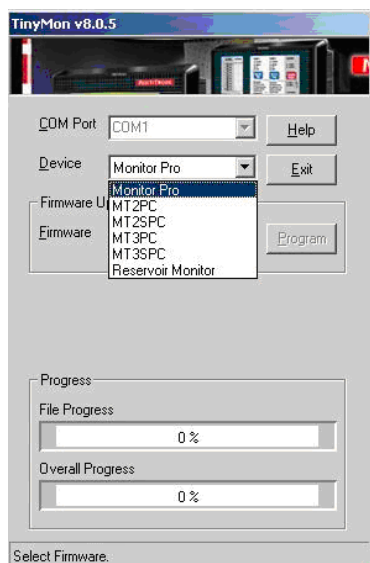 TinyMon v8.0.5
COM Port COM1 Help
Device Monitor Pro Exit
Monitor Pro
Firmware U
MT2PC
MT2SPC
Firmware
MT3PC
Program
MT3SPC
Reservoir Monitor
Progress
File Progress
0 %
Overall Progress
0 %
Select Firmware.